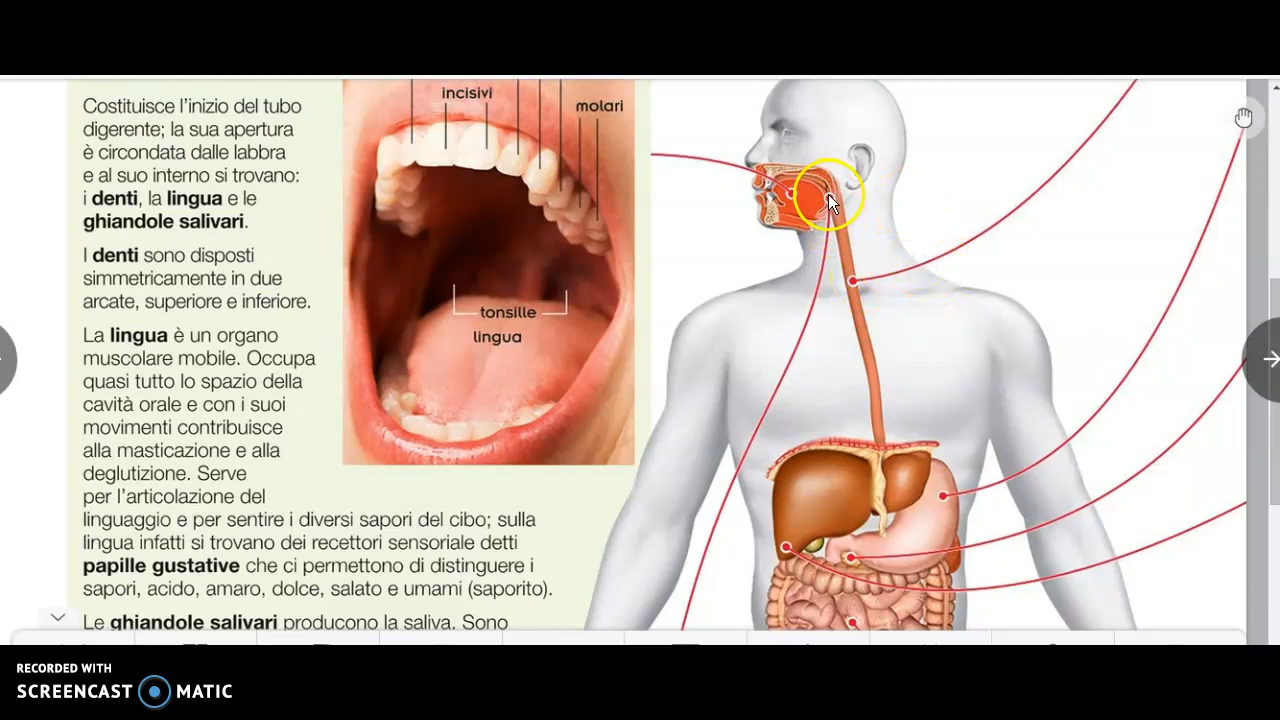 Costituisce l'inizio del tubo
digerente; la sua apertura
è circondata dalle labbra
e al suo interno si trovano:
i denti, la lingua e le
ghiandole salivari.
I denti sono disposti
simmetricamente in due
arcate, superiore e inferiore.
La lingua è un organo
muscolare mobile. Occupa
quasi tutto lo spazio della
cavità orale e con i suoi
movimenti contribuisce
alla masticazione e alla
deglutizione. Serve
per l'articolazione del
linguaggio e per sentire i diversi sapori del cibo; sulla
lingua infatti si trovano dei recettori sensoriale detti
papille gustative che ci permettono di distinguere i
sapori, acido, amaro, dolce, salato e umami (saporito).
Le ghiandole salivari producono la saliva. Sono
incisivi
molari
tonsille
lingua
RECORDED WITH
SCREENCAST MATIC